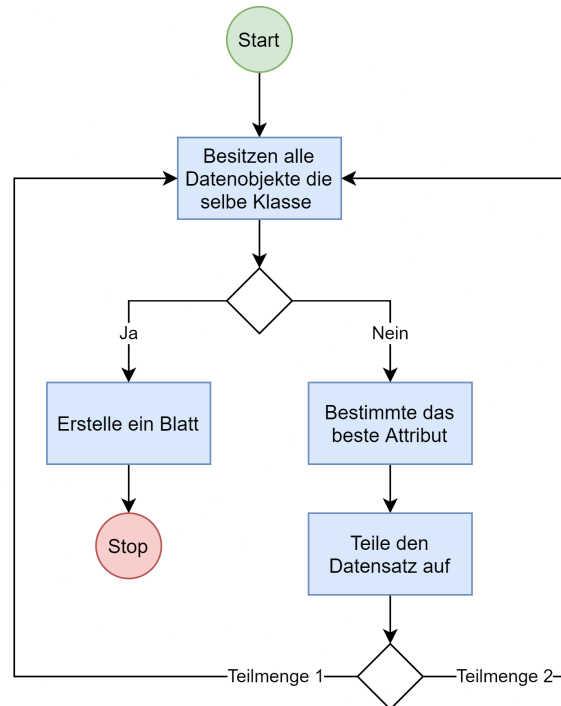 Start
Besitzen alle
Datenobjekte die
selbe Klasse
Ja
Nein
Erstelle ein Blatt
Bestimmte das
beste Attribut
Stop
Teile den
Datensatz auf
Teilmenge 1
Teilmenge 2